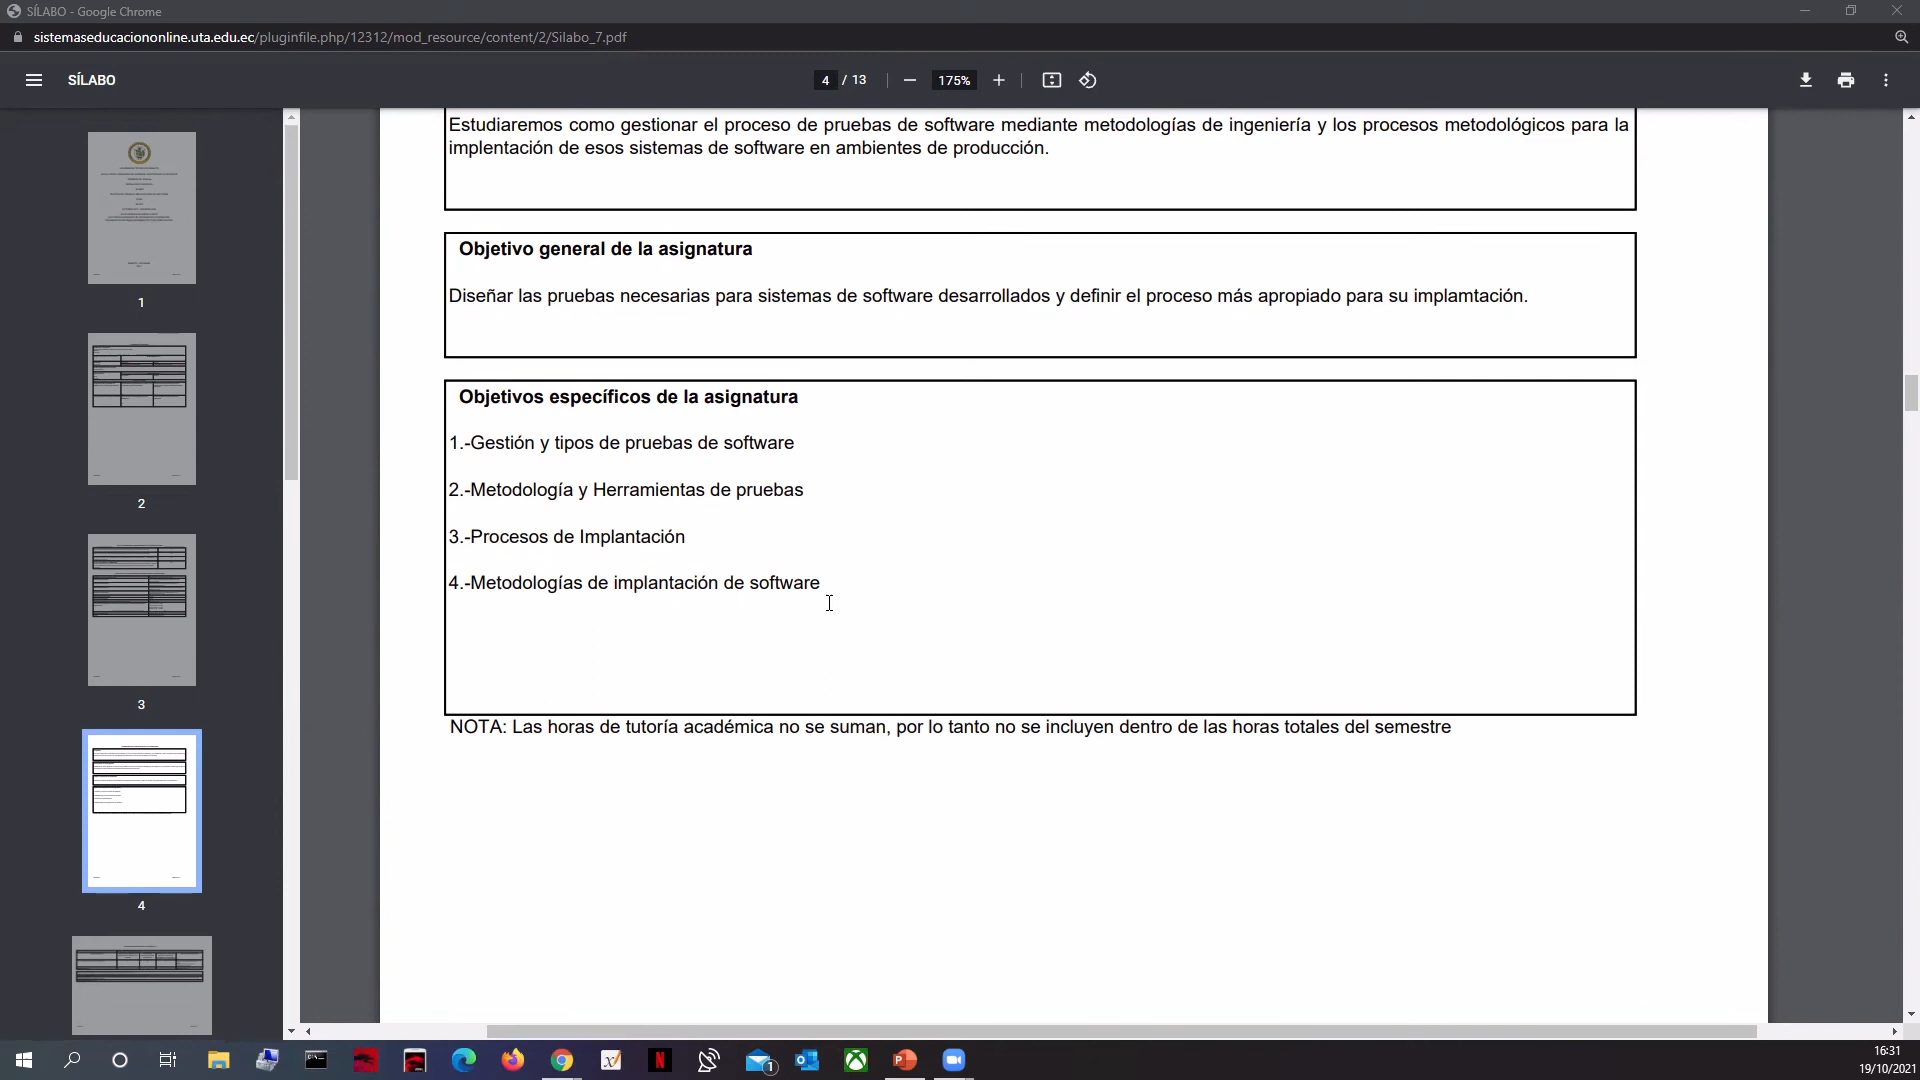 SÍLABO - Google Chrome
sistemaseducaciononline.uta.edu.ec/pluginfile.php/12312/mod_resource/content/2/Silabo_7.pdf
SÍLABO
4 / 13
175%
Estudiaremos como gestionar el proceso de pruebas de software mediante metodologías de ingeniería y los procesos metodológicos para la
implentación de esos sistemas de software en ambientes de producción.
Objetivo general de la asignatura
Diseñar las pruebas necesarias para sistemas de software desarrollados y definir el proceso más apropiado para su implamtación.
Objetivos específicos de la asignatura
1.-Gestión y tipos de pruebas de software
2.-Metodología y Herramientas de pruebas
3.-Procesos de Implantación
4.-Metodologías de implantación de software
NOTA: Las horas de tutoría académica no se suman, por lo tanto no se incluyen dentro de las horas totales del semestre
1
2
3
4
1
16:31
19/10/2021